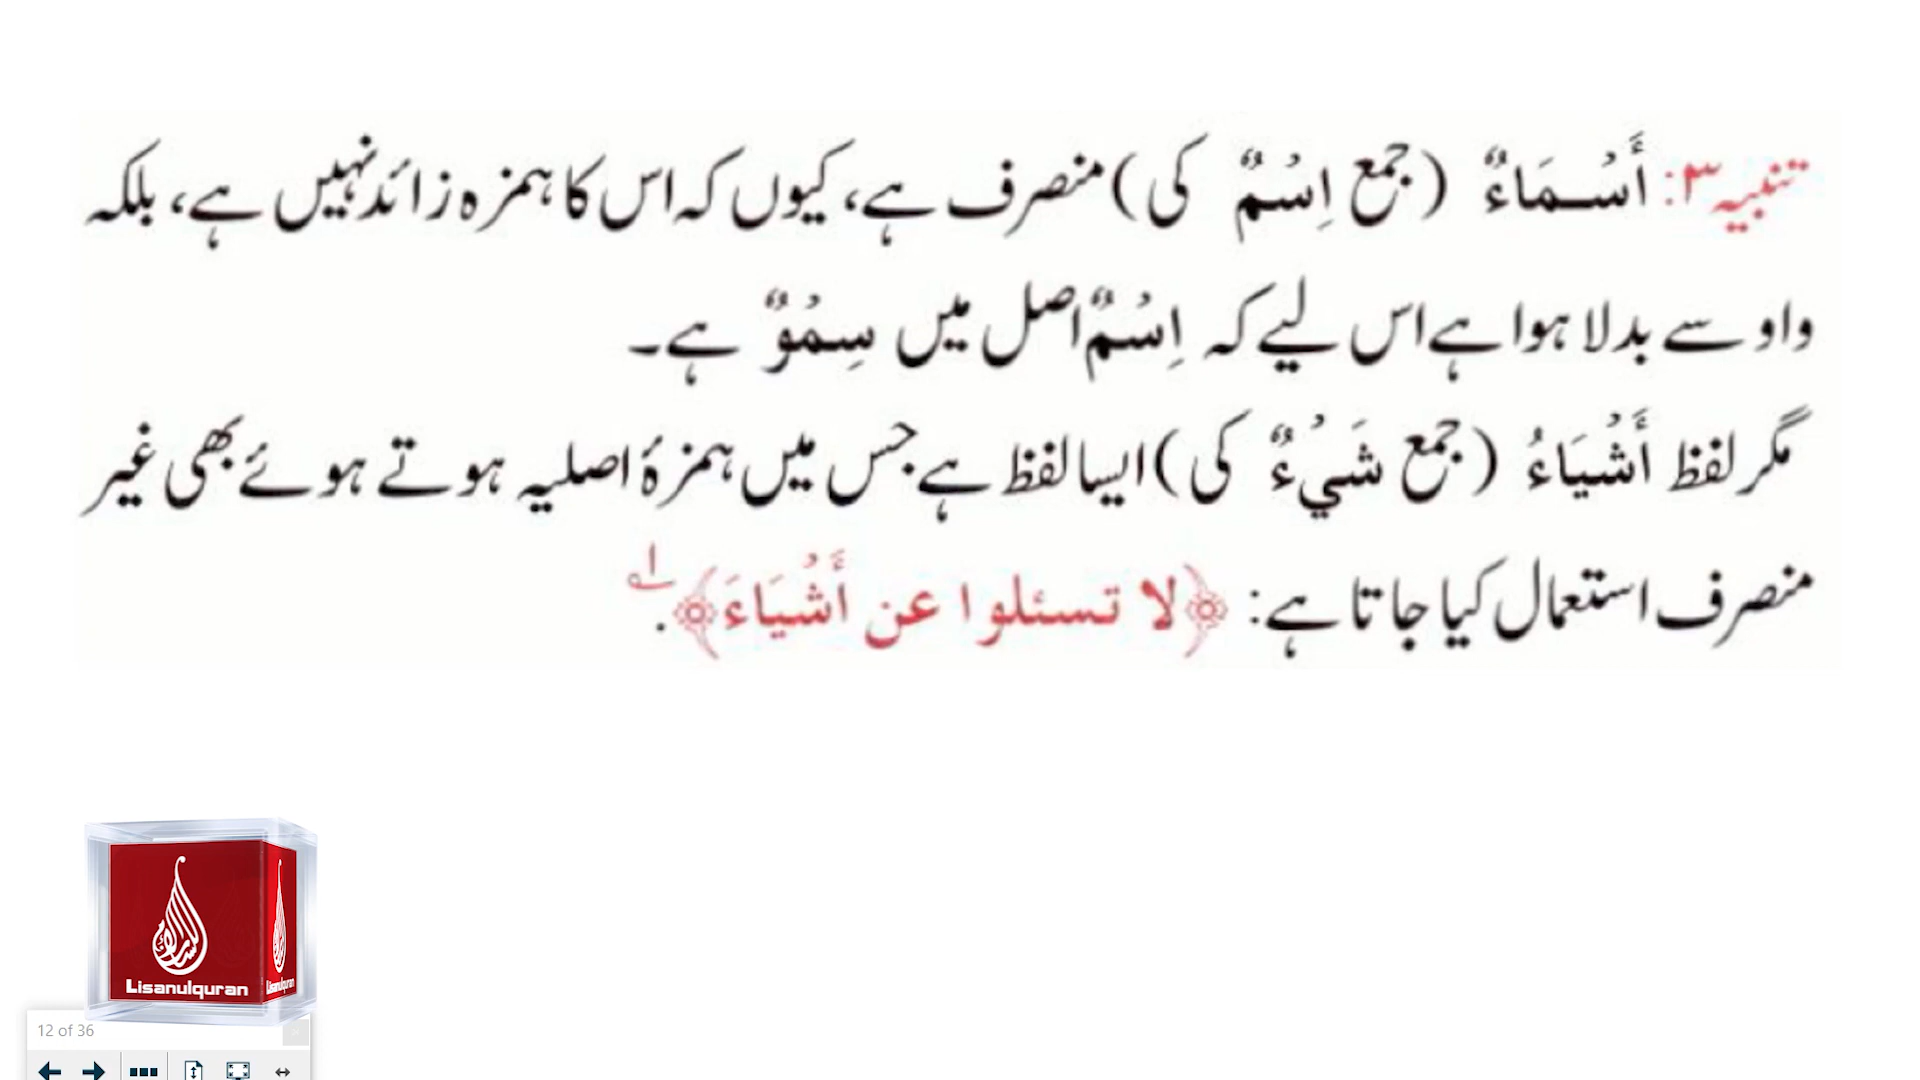 تنبیہ ۳: أَسْمَاءٌ (جمع اِسْمٌ کی) منصرف ہے، کیوں کہ اس کا ہمزہ زائد نہیں ہے، بلکہ
واو سے بدلا ہوا ہے اس لیے کہ اِسْمٌ اصل میں سِمْوٌ ہے۔
مگر لفظ أَشْيَاءُ (جمع شَيْءٌ کی) ایسا لفظ ہے جس میں ہمزۂ اصلیہ ہوتے ہوئے بھی غیر
منصرف استعمال کیا جاتا ہے: ﴿لا تسئلوا عن أَشْيَاءَ﴾ ۱.
Lisanulquran
Lisanulquran
12 of 36